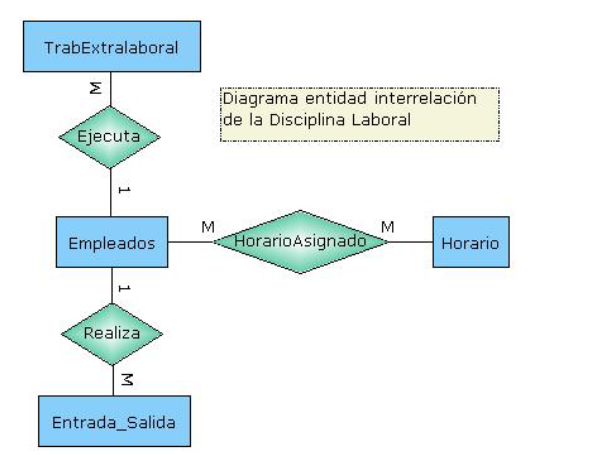 TrabExtralaboral
M
Diagrama entidad interrelación
de la Disciplina Laboral
Ejecuta
1
Empleados
M
HorarioAsignado
M
Horario
1
Realiza
M
Entrada_Salida